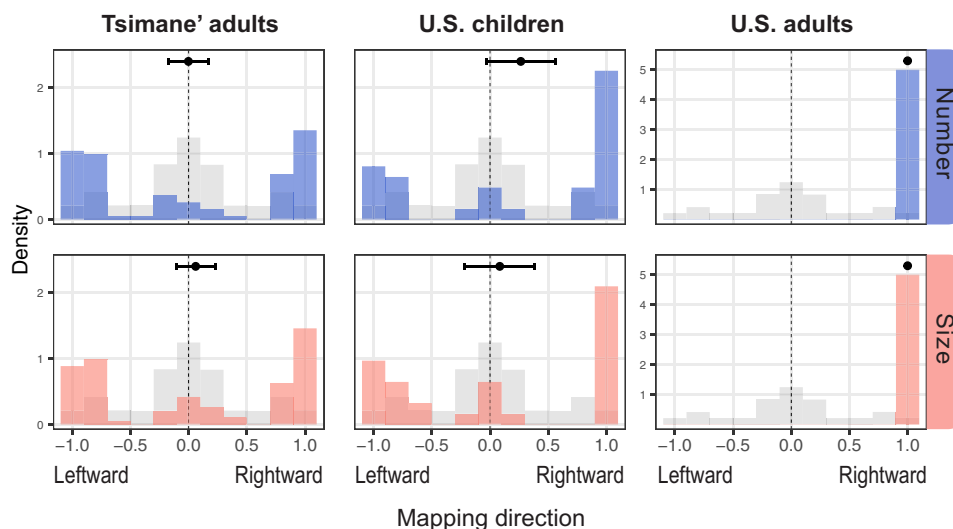 Tsimane' adults
U.S. children
U.S. adults
Density
2
1
0
5
4
3
2
1
Number
2
1
0
5
4
3
2
1
Size
−1.0 −0.5 0.0 0.5 1.0
−1.0 −0.5 0.0 0.5 1.0
−1.0 −0.5 0.0 0.5 1.0
Leftward Rightward
Leftward Rightward
Leftward Rightward
Mapping direction